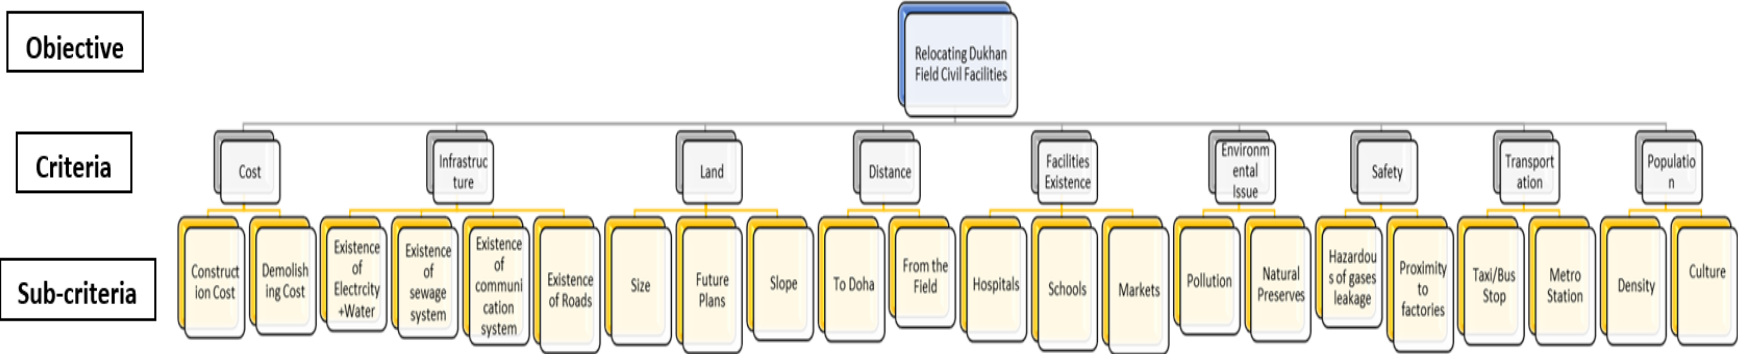 Objective
Relocating Dukhan
Field Civil Facilities
Criteria
Cost
Infrastruc
ture
Land
Distance
Facilities
Existence
Environm
ental
Issue
Safety
Transport
ation
Populatio
n
Sub-criteria
Construct
ion Cost
Demolish
ing Cost
Existence
of
Electrcity
+Water
Existence
of
sewage
system
Existence
of
communi
cation
system
Existence
of Roads
Size
Future
Plans
Slope
To Doha
From the
Field
Hospitals
Schools
Markets
Pollution
Natural
Preserves
Hazardou
s of gases
leakage
Proximity
to
factories
Taxi/Bus
Stop
Metro
Station
Density
Culture